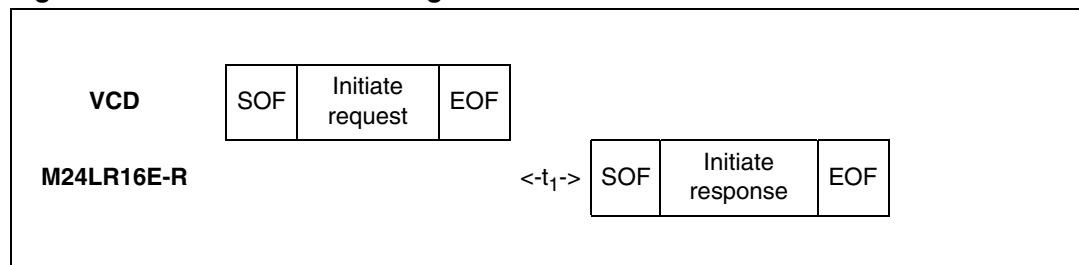 VCD
SOF
Initiate
request
EOF
M24LR16E-R
<-t1->
SOF
Initiate
response
EOF